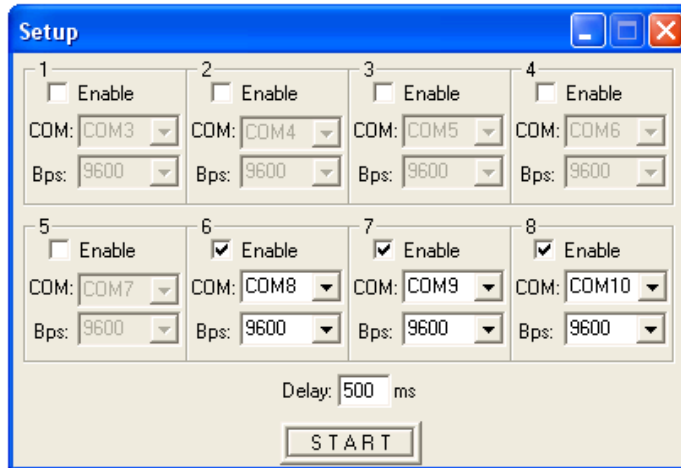 Setup
1 2 3 4
Enable Enable Enable Enable
COM: COM3 COM: COM4 COM: COM5 COM: COM6
Bps: 9600 Bps: 9600 Bps: 9600 Bps: 9600
5 6 7 8
Enable Enable Enable Enable
COM: COM7 COM: COM8 COM: COM9 COM: COM10
Bps: 9600 Bps: 9600 Bps: 9600 Bps: 9600
Delay: 500 ms
START